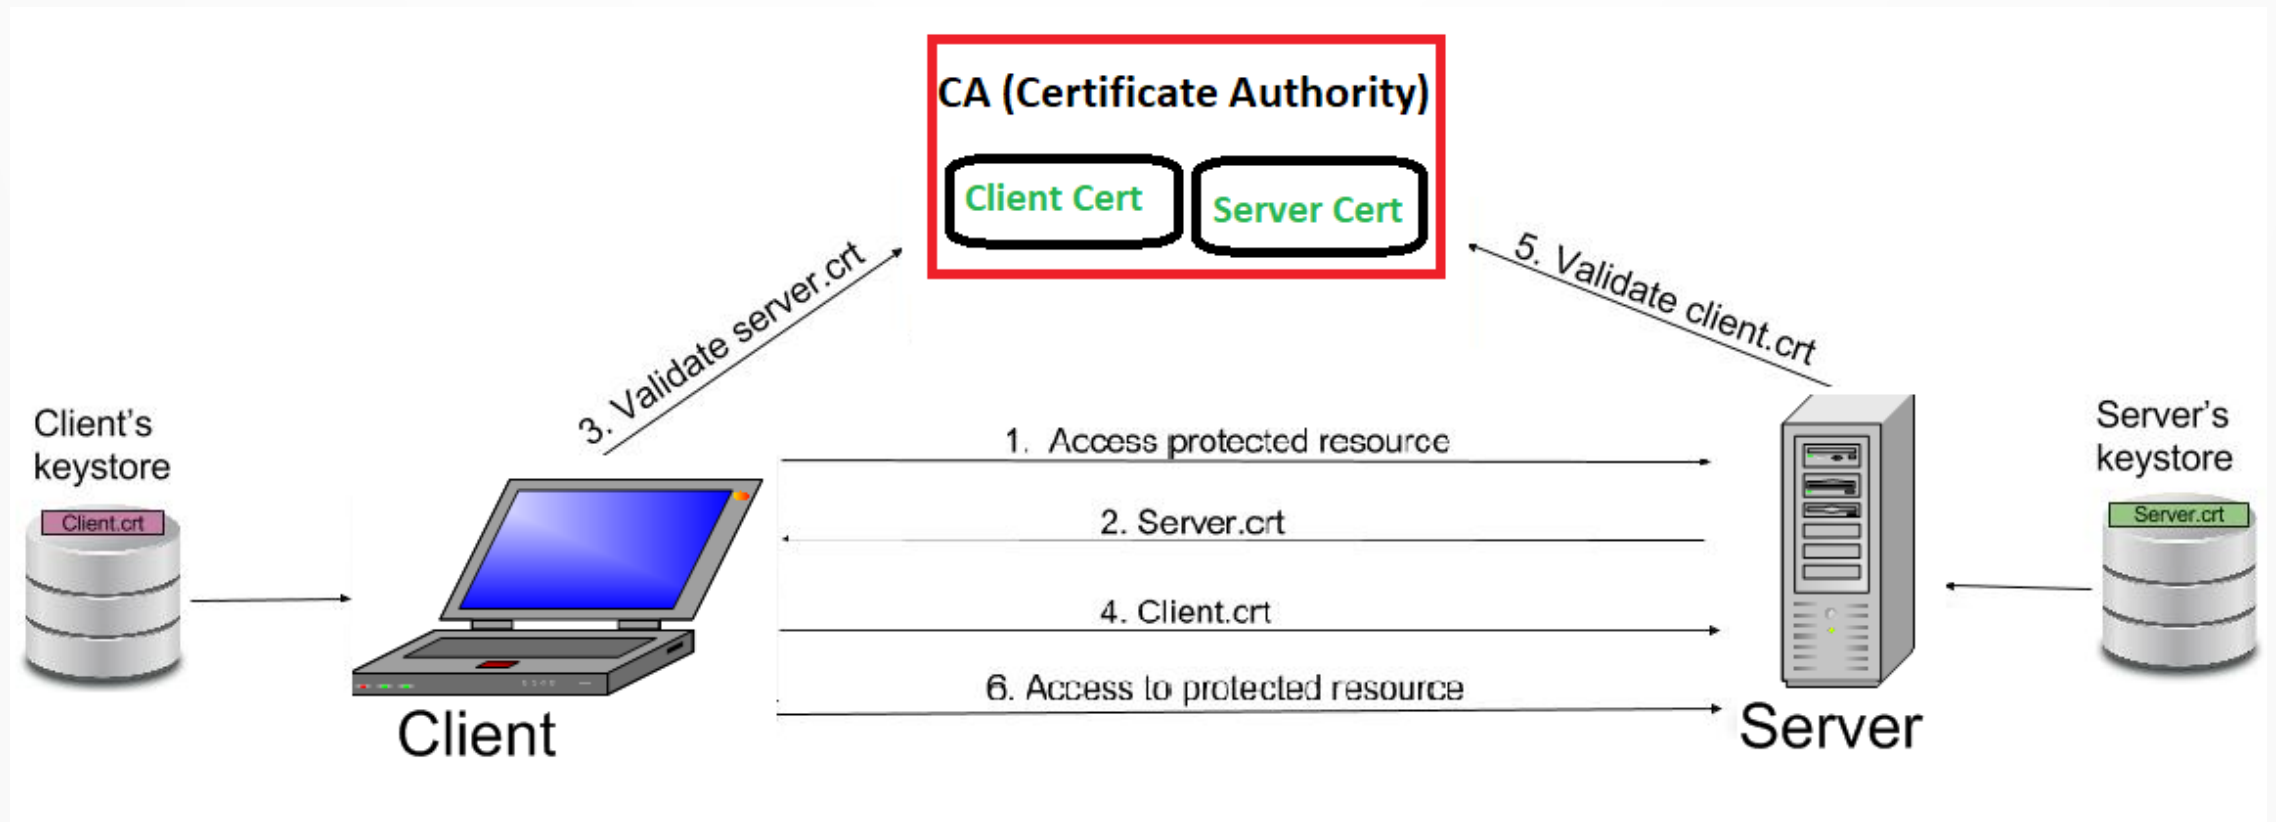 CA (Certificate Authority)
Client Cert
Server Cert
3. Validate server.crt
5. Validate client.crt
Client's
keystore
Client.crt
1. Access protected resource
2. Server.crt
4. Client.crt
6. Access to protected resource
Client
Server
Server's
keystore
Server.crt